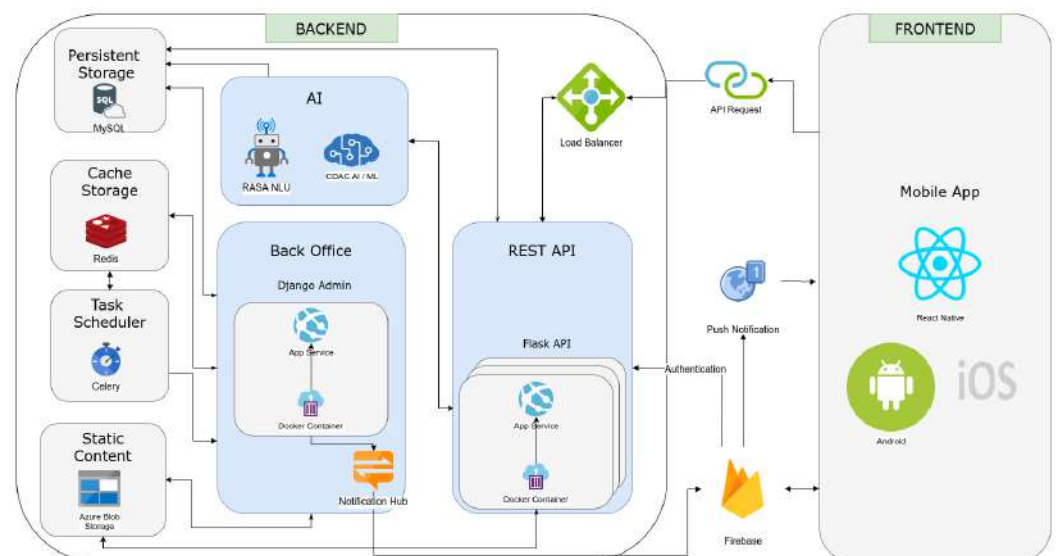 BACKEND
FRONTEND
Persistent
Storage
SQL
MySQL
AI
RASA NLU
CDAC AI / ML
Load Balancer
API Request
Cache
Storage
Redis
Back Office
Django Admin
App Service
Docker Container
REST API
Flask API
App Service
Docker Container
Mobile App
React Native
Android
iOS
1
Push Notification
Task
Scheduler
Celery
Authentication
Static
Content
Azure Blob
Storage
Notification Hub
Firebase